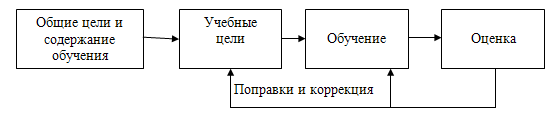 Общие цели и
содержание
обучения
Учебные
цели
Обучение
Оценка
Поправки и коррекция